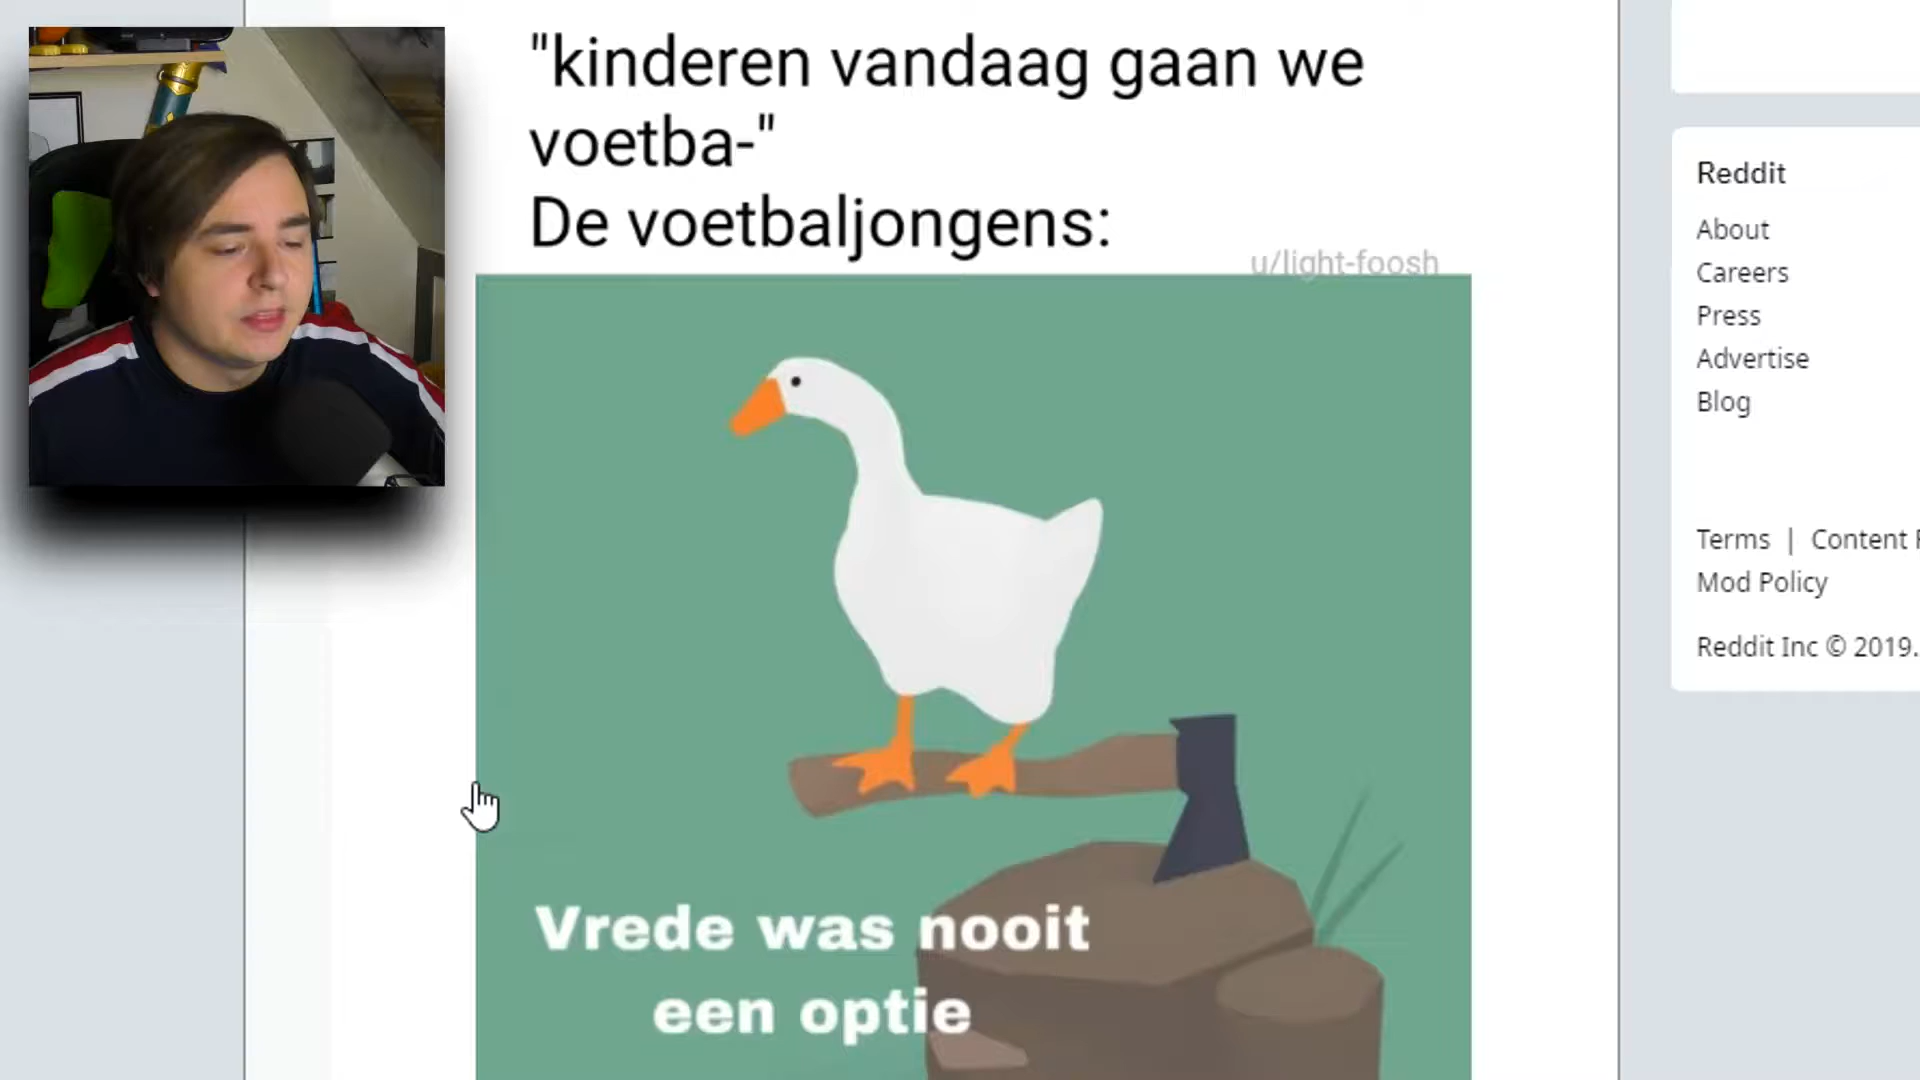 "kinderen vandaag gaan we
voetba-"
De voetbaljongens:
u/light-foosh
Vrede was nooit
een optie
Reddit
About
Careers
Press
Advertise
Blog
Terms | Content
Mod Policy
Reddit Inc © 2019.